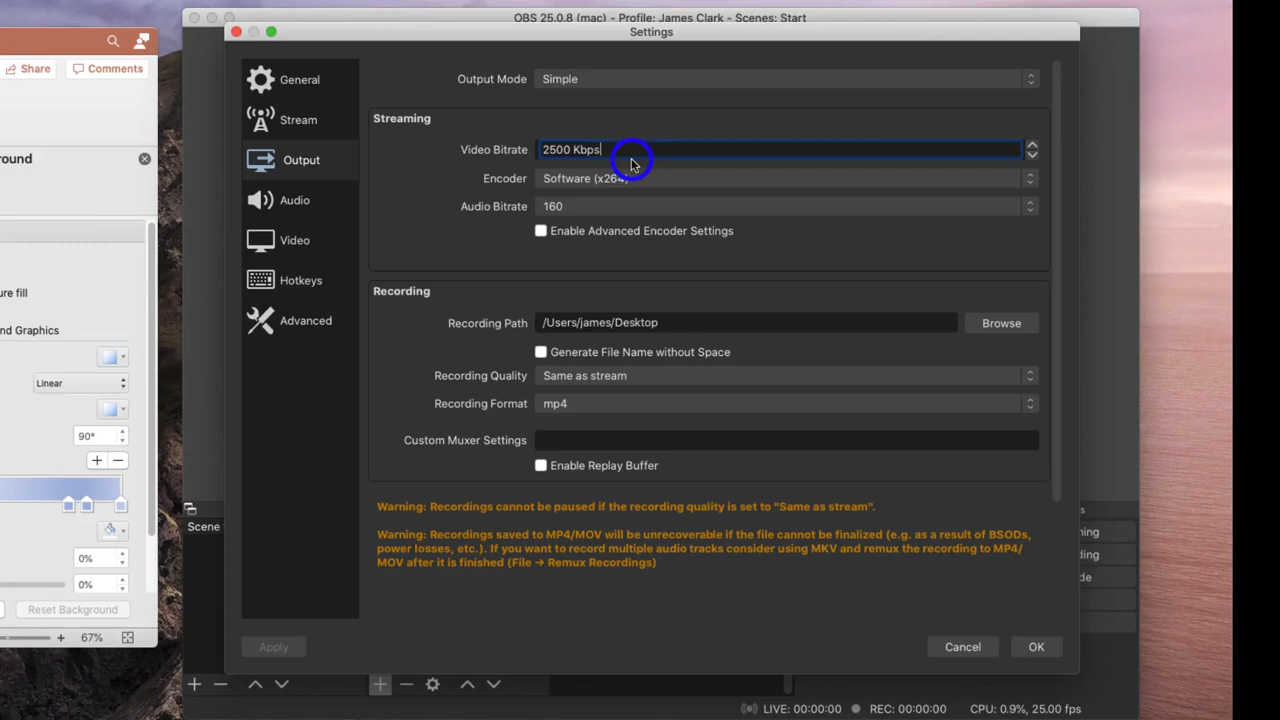 OBS 25.0.8 (mac) - Profile: James Clark - Scenes: Start
Settings
Share
Comments
round
ure fill
nd Graphics
Linear
90°
0%
0%
Reset Background
67%
General
Stream
Output
Audio
Video
Hotkeys
Advanced
Output Mode
Simple
Streaming
Video Bitrate
2500 Kbps
Encoder
Software (x264)
Audio Bitrate
160
Enable Advanced Encoder Settings
Recording
Recording Path
/Users/james/Desktop
Browse
Generate File Name without Space
Recording Quality
Same as stream
Recording Format
mp4
Custom Muxer Settings
Enable Replay Buffer
Warning: Recordings cannot be paused if the recording quality is set to "Same as stream".
Warning: Recordings saved to MP4/MOV will be unrecoverable if the file cannot be finalized (e.g. as a result of BSODs,
power losses, etc.). If you want to record multiple audio tracks consider using MKV and remux the recording to MP4/
MOV after it is finished (File → Remux Recordings)
Apply
Cancel
OK
Scene
s
ning
ding
de
LIVE: 00:00:00
REC: 00:00:00
CPU: 0.9%, 25.00 fps